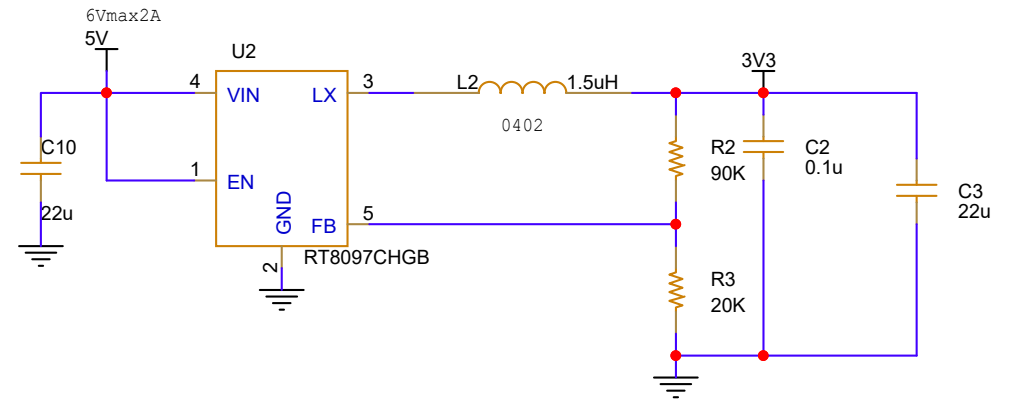 6Vmax2A
5V
U2
3V3
4
VIN
LX
3
L2
1.5uH
0402
C10
22u
1
EN
GND
FB
5
2
RT8097CHGB
R2
90K
C2
0.1u
C3
22u
R3
20K